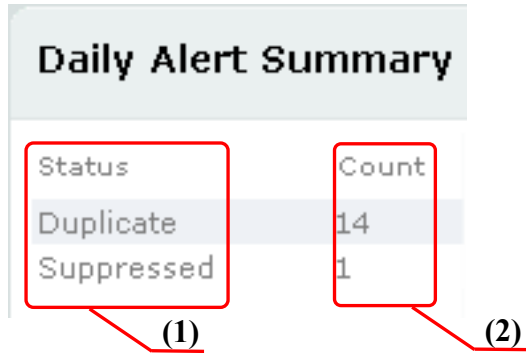 Daily Alert Summary
Status Count
Duplicate 14
Suppressed 1
(1) (2)